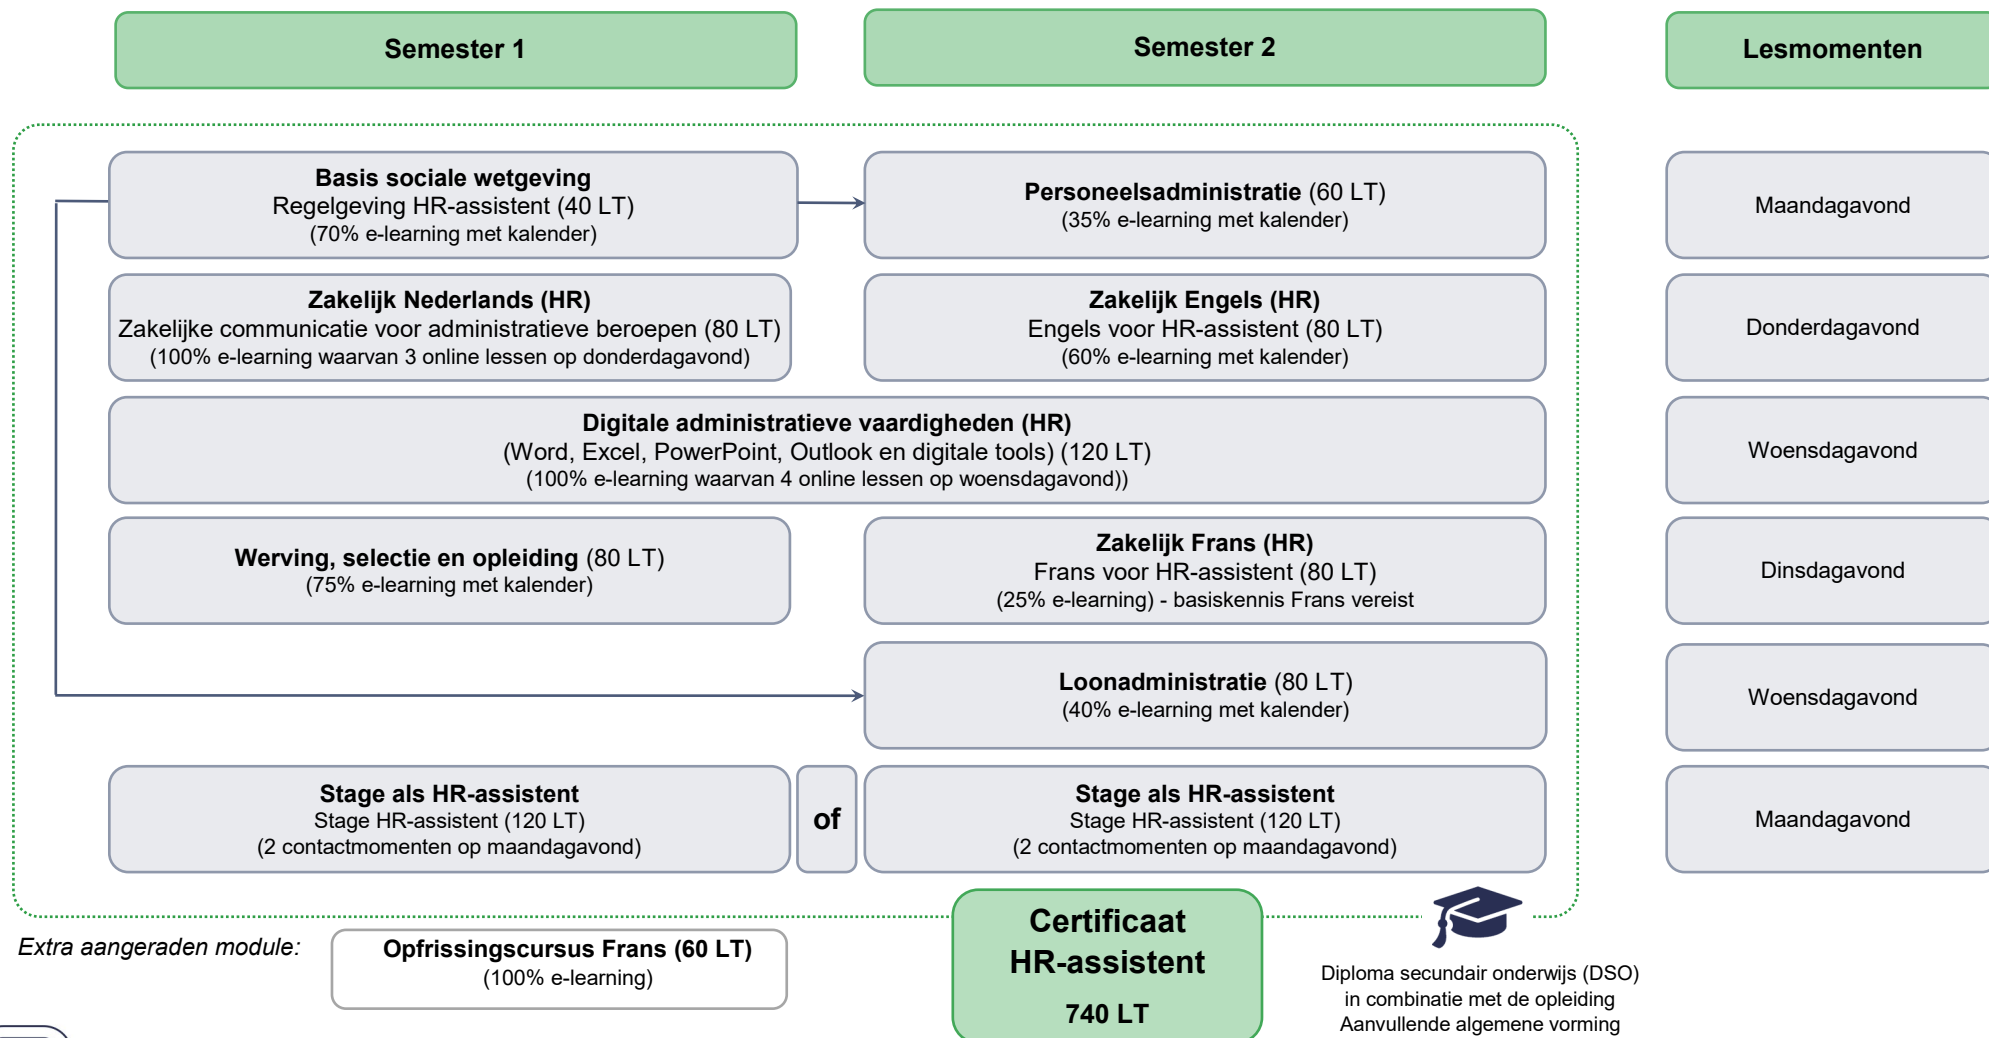 Semester 1
Semester 2
Lesmomenten
Basis sociale wetgeving
Regelgeving HR-assistent (40 LT)
(70% e-learning met kalender)
Personeelsadministratie (60 LT)
(35% e-learning met kalender)
Maandagavond
Zakelijk Nederlands (HR)
Zakelijke communicatie voor administratieve beroepen (80 LT)
(100% e-learning waarvan 3 online lessen op donderdagavond)
Zakelijk Engels (HR)
Engels voor HR-assistent (80 LT)
(60% e-learning met kalender)
Donderdagavond
Digitale administratieve vaardigheden (HR)
(Word, Excel, PowerPoint, Outlook en digitale tools) (120 LT)
(100% e-learning waarvan 4 online lessen op woensdagavond))
Woensdagavond
Werving, selectie en opleiding (80 LT)
(75% e-learning met kalender)
Zakelijk Frans (HR)
Frans voor HR-assistent (80 LT)
(25% e-learning) - basiskennis Frans vereist
Dinsdagavond
Loonadministratie (80 LT)
(40% e-learning met kalender)
Woensdagavond
Stage als HR-assistent
Stage HR-assistent (120 LT)
(2 contactmomenten op maandagavond)
of
Stage als HR-assistent
Stage HR-assistent (120 LT)
(2 contactmomenten op maandagavond)
Maandagavond
Extra aangeraden module:
Opfrissingscursus Frans (60 LT)
(100% e-learning)
Certificaat
HR-assistent
740 LT
Diploma secundair onderwijs (DSO)
in combinatie met de opleiding
Aanvullende algemene vorming